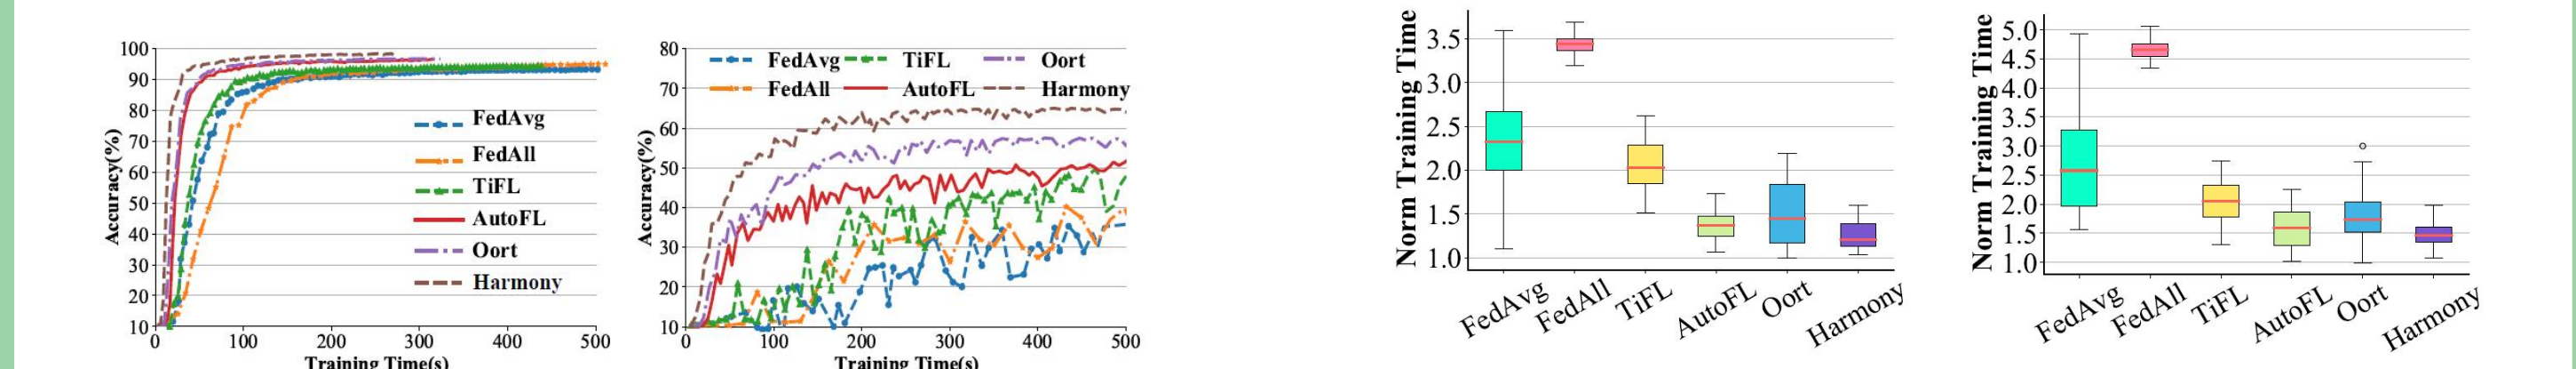 Accuracy(%)
100
90
80
70
60
50
40
30
20
10
0
100
200
300
400
500
Training Time(s)
FedAvg
FedAll
TiFL
AutoFL
Oort
Harmony
Accuracy(%)
80
70
60
50
40
30
20
10
0
100
200
300
400
500
Training Time(s)
FedAvg TiFL Oort
FedAll AutoFL Harmony
Norm Training Time
3.5
3.0
2.5
2.0
1.5
1.0
FedAvg
FedAll
TiFL
AutoFL
Oort
Harmony
Norm Training Time
5.0
4.5
4.0
3.5
3.0
2.5
2.0
1.5
1.0
FedAvg
FedAll
TiFL
AutoFL
Oort
Harmony